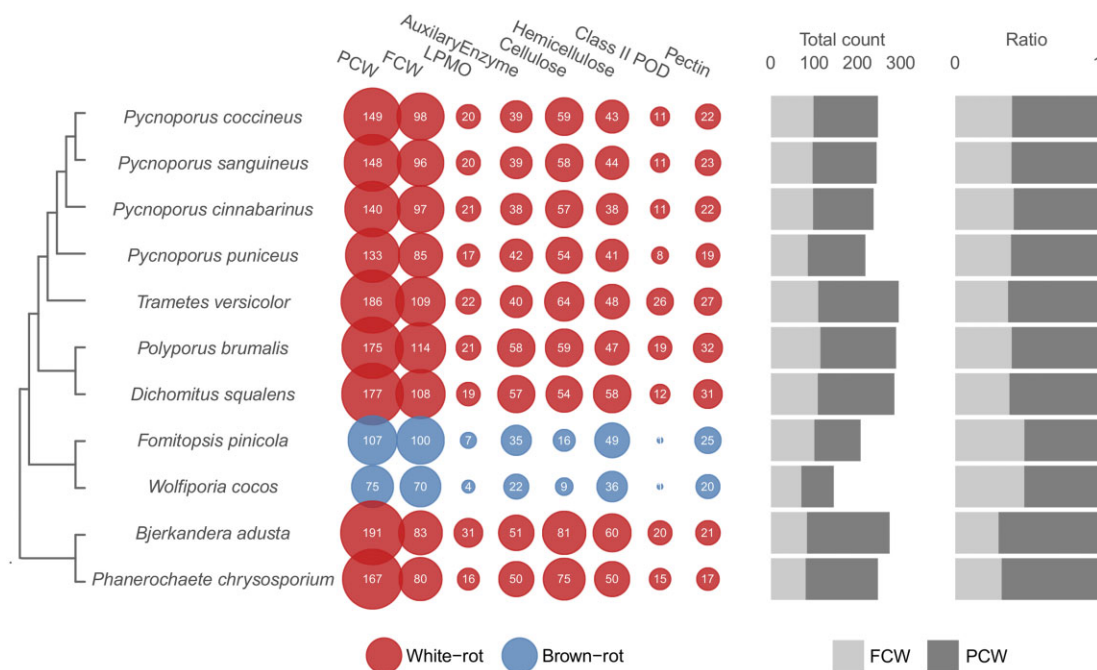 PCW FCW LPMO AuxilaryEnzyme Cellulose Hemicellulose Class II POD Pectin
Total count
0 100 200 300
Ratio
0 1
Pycnoporus coccineus 149 98 20 39 59 43 11 22
Pycnoporus sanguineus 148 96 20 39 58 44 11 23
Pycnoporus cinnabarinus 140 97 21 38 57 38 11 22
Pycnoporus puniceus 133 85 17 42 54 41 8 19
Trametes versicolor 186 109 22 40 64 48 26 27
Polyporus brumalis 175 114 21 58 59 47 19 32
Dichomitus squalens 177 108 19 57 54 58 12 31
Fomitopsis pinicola 107 100 7 35 16 49 1 25
Wolfiporia cocos 75 70 4 22 9 36 1 20
Bjerkandera adusta 191 83 31 51 81 60 20 21
Phanerochaete chrysosporium 167 80 16 50 75 50 15 17
White−rot Brown−rot
FCW PCW